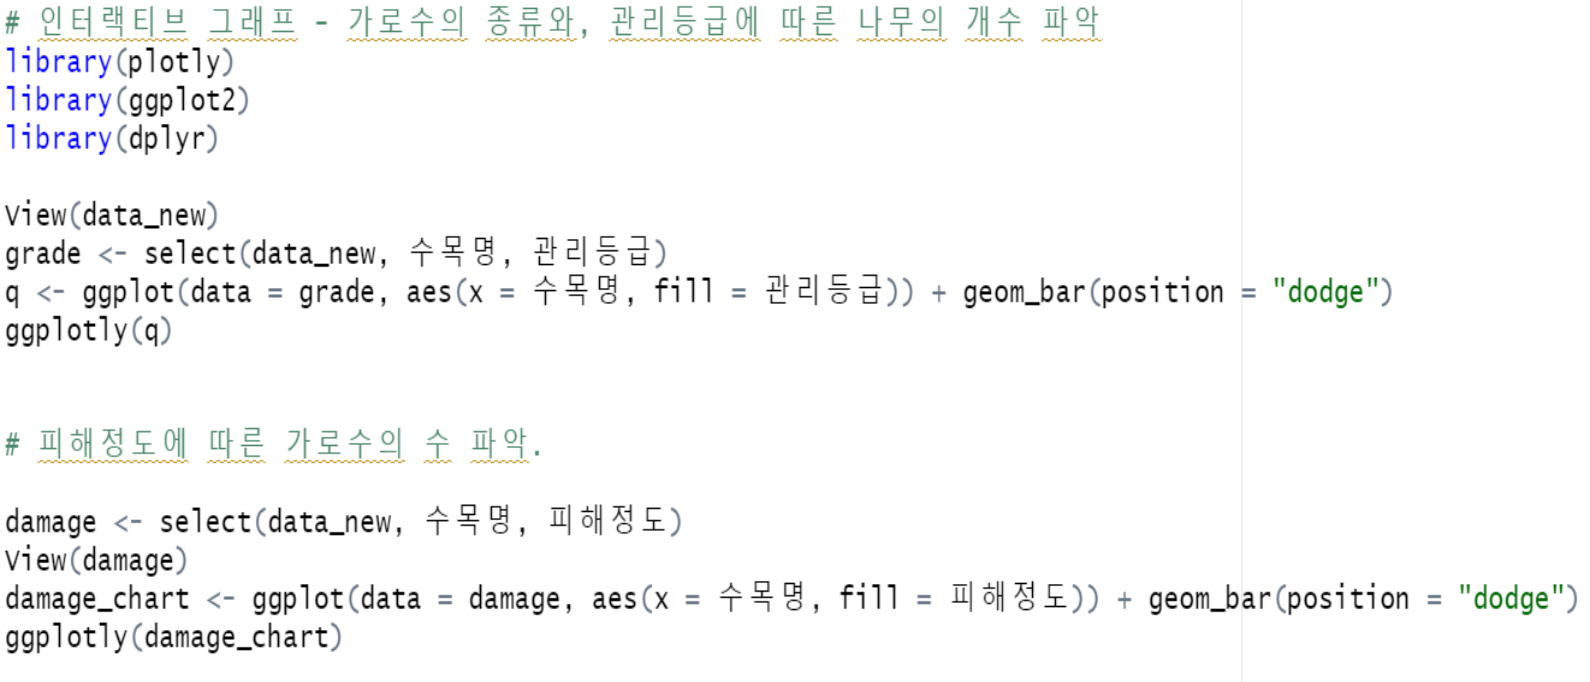 # 인터랙티브 그래프 - 가로수의 종류와, 관리등급에 따른 나무의 개수 파악
library(plotly)
library(ggplot2)
library(dplyr)
View(data_new)
grade <- select(data_new, 수목명, 관리등급)
q <- ggplot(data = grade, aes(x = 수목명, fill = 관리등급)) + geom_bar(position = "dodge")
ggplotly(q)
# 피해정도에 따른 가로수의 수 파악.
damage <- select(data_new, 수목명, 피해정도)
View(damage)
damage_chart <- ggplot(data = damage, aes(x = 수목명, fill = 피해정도)) + geom_bar(position = "dodge")
ggplotly(damage_chart)